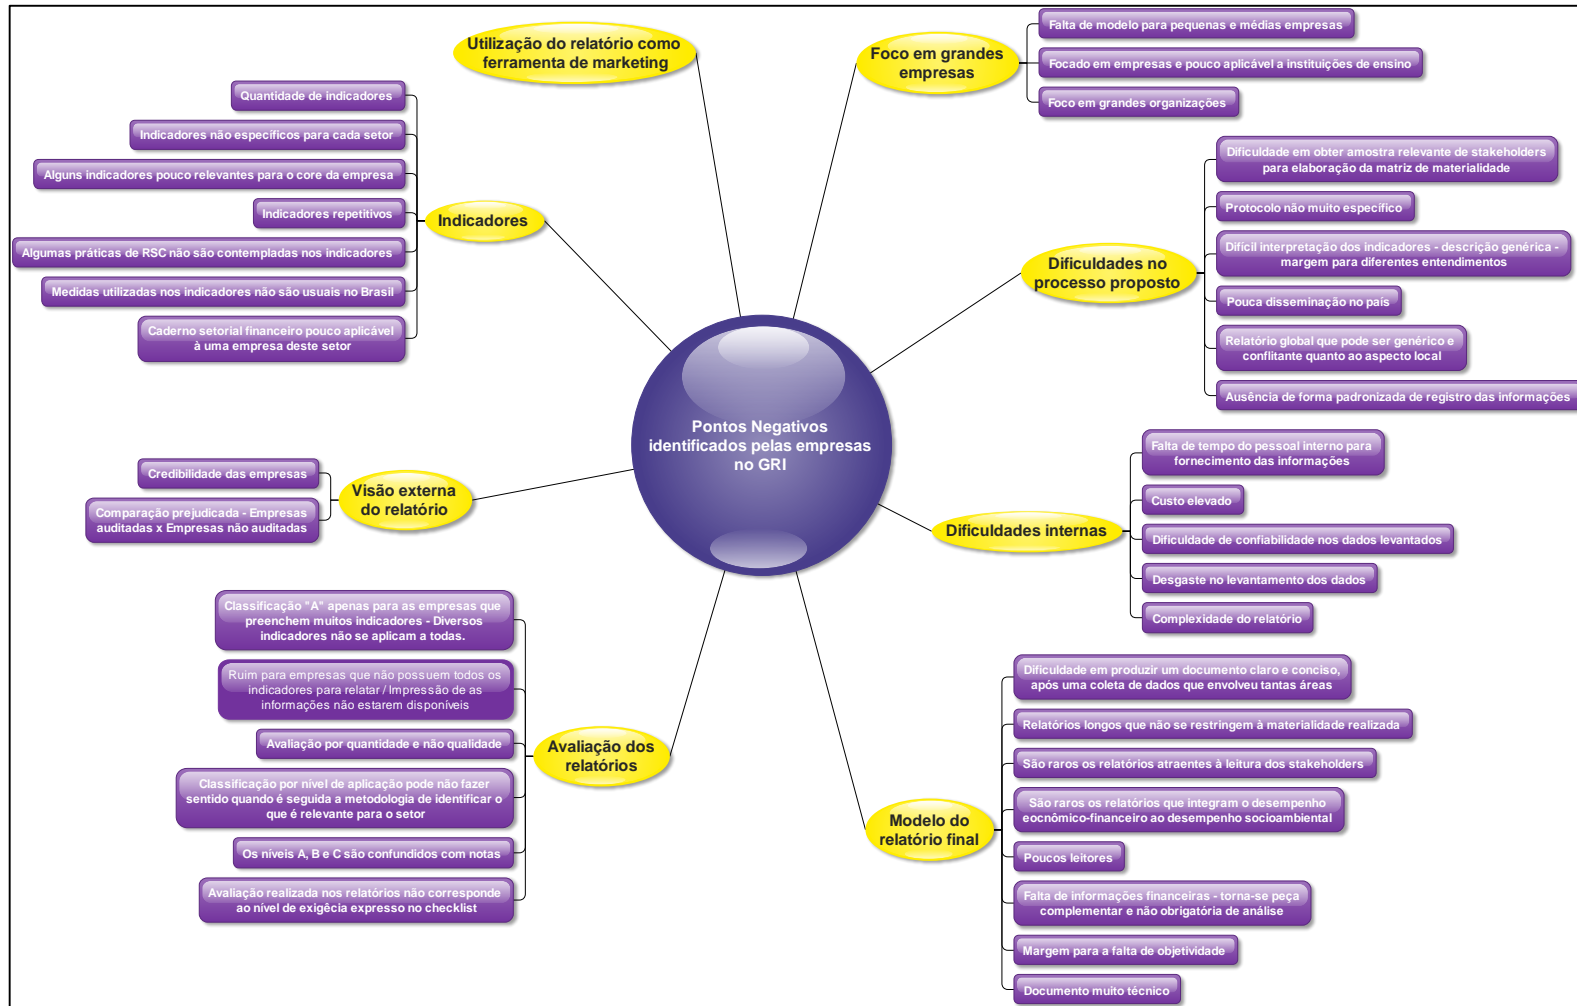 Pontos Negativos
identificados pelas empresas
no GRI
Utilização do relatório como
ferramenta de marketing
Foco em grandes
empresas
Falta de modelo para pequenas e médias empresas
Focado em empresas e pouco aplicável a instituições de ensino
Foco em grandes organizações
Dificuldades no
processo proposto
Dificuldade em obter amostra relevante de stakeholders
para elaboração da matriz de materialidade
Protocolo não muito específico
Difícil interpretação dos indicadores - descrição genérica -
margem para diferentes entendimentos
Pouca disseminação no país
Relatório global que pode ser genérico e
conflitante quanto ao aspecto local
Ausência de forma padronizada de registro das informações
Dificuldades internas
Falta de tempo do pessoal interno para
fornecimento das informações
Custo elevado
Dificuldade de confiabilidade nos dados levantados
Desgaste no levantamento dos dados
Complexidade do relatório
Modelo do
relatório final
Dificuldade em produzir um documento claro e conciso,
após uma coleta de dados que envolveu tantas áreas
Relatórios longos que não se restringem à materialidade realizada
São raros os relatórios atraentes à leitura dos stakeholders
São raros os relatórios que integram o desempenho
eocnômico-financeiro ao desempenho socioambiental
Poucos leitores
Falta de informações financeiras - torna-se peça
complementar e não obrigatória de análise
Margem para a falta de objetividade
Documento muito técnico
Avaliação dos
relatórios
Classificação "A" apenas para as empresas que
preenchem muitos indicadores - Diversos
indicadores não se aplicam a todas.
Ruim para empresas que não possuem todos os
indicadores para relatar / Impressão de as
informações não estarem disponíveis
Avaliação por quantidade e não qualidade
Classificação por nível de aplicação pode não fazer
sentido quando é seguida a metodologia de identificar o
que é relevante para o setor
Os níveis A, B e C são confundidos com notas
Avaliação realizada nos relatórios não corresponde
ao nível de exigêcia expresso no checklist
Visão externa
do relatório
Credibilidade das empresas
Comparação prejudicada - Empresas
auditadas x Empresas não auditadas
Indicadores
Quantidade de indicadores
Indicadores não específicos para cada setor
Alguns indicadores pouco relevantes para o core da empresa
Indicadores repetitivos
Algumas práticas de RSC não são contempladas nos indicadores
Medidas utilizadas nos indicadores não são usuais no Brasil
Caderno setorial financeiro pouco aplicável
à uma empresa deste setor